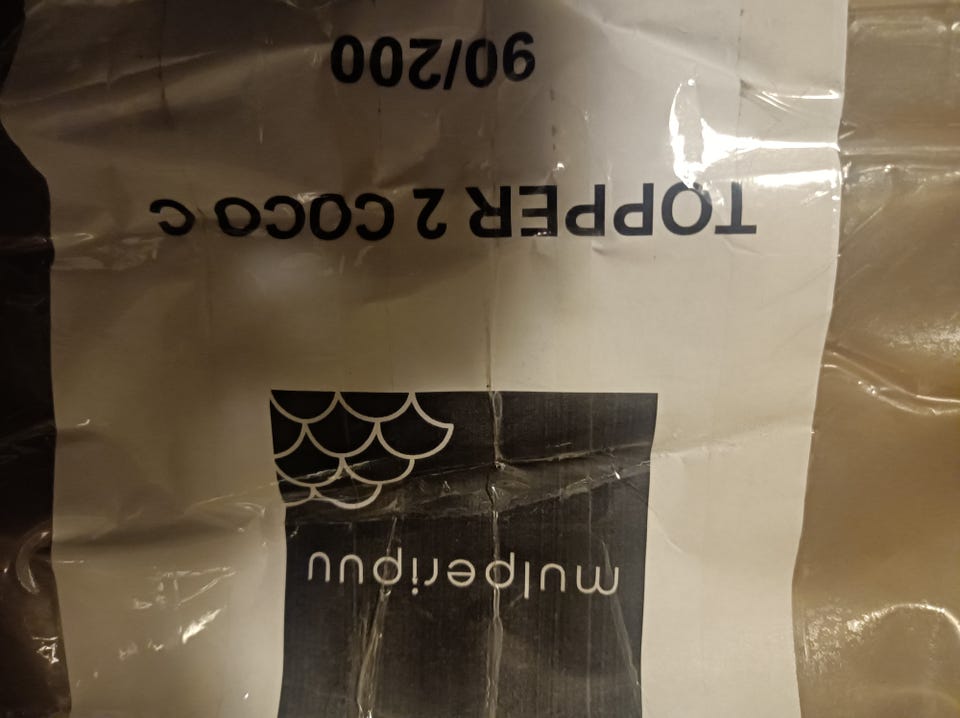 mulperipuu
TOPPER 2 COCO C
90/200